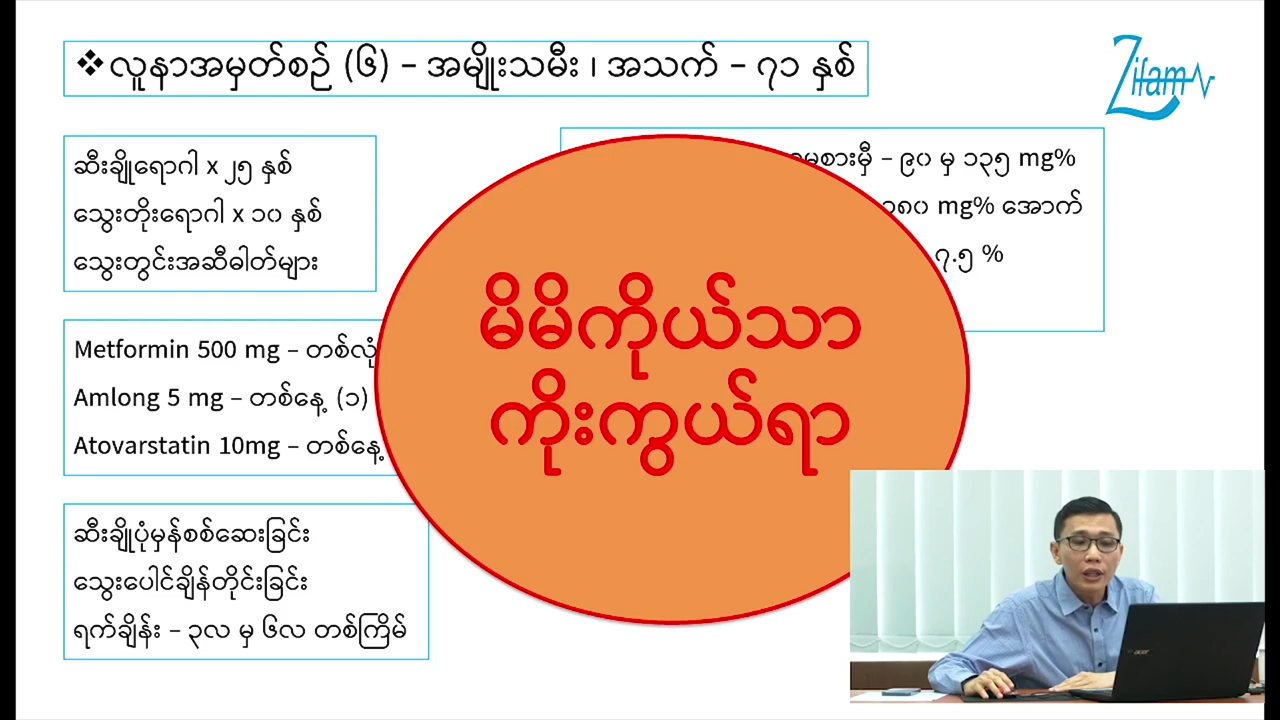 ❖လူနာအမှတ်စဉ် (၆) – အမျိုးသမီး ၊ အသက် – ၇၁ နှစ်
Zifam
ဆီးချိုရောဂါ x ၂၅ နှစ်
သွေးတိုးရောဂါ x ၁၀ နှစ်
သွေးတွင်းအဆီဓါတ်များ
မစားမှီ – ၉၀ မှ ၁၃၅ mg%
၁၈၀ mg% အောက်
၇.၅ %
မိမိကိုယ်သာ
ကိုးကွယ်ရာ
Metformin 500 mg – တစ်လုံ
Amlong 5 mg – တစ်နေ့ (၁)
Atovarstatin 10mg – တစ်နေ့
ဆီးချိုပုံမှန်စစ်ဆေးခြင်း
သွေးပေါင်ချိန်တိုင်းခြင်း
ရက်ချိန်း – ၃လ မှ ၆လ တစ်ကြိမ်
acer